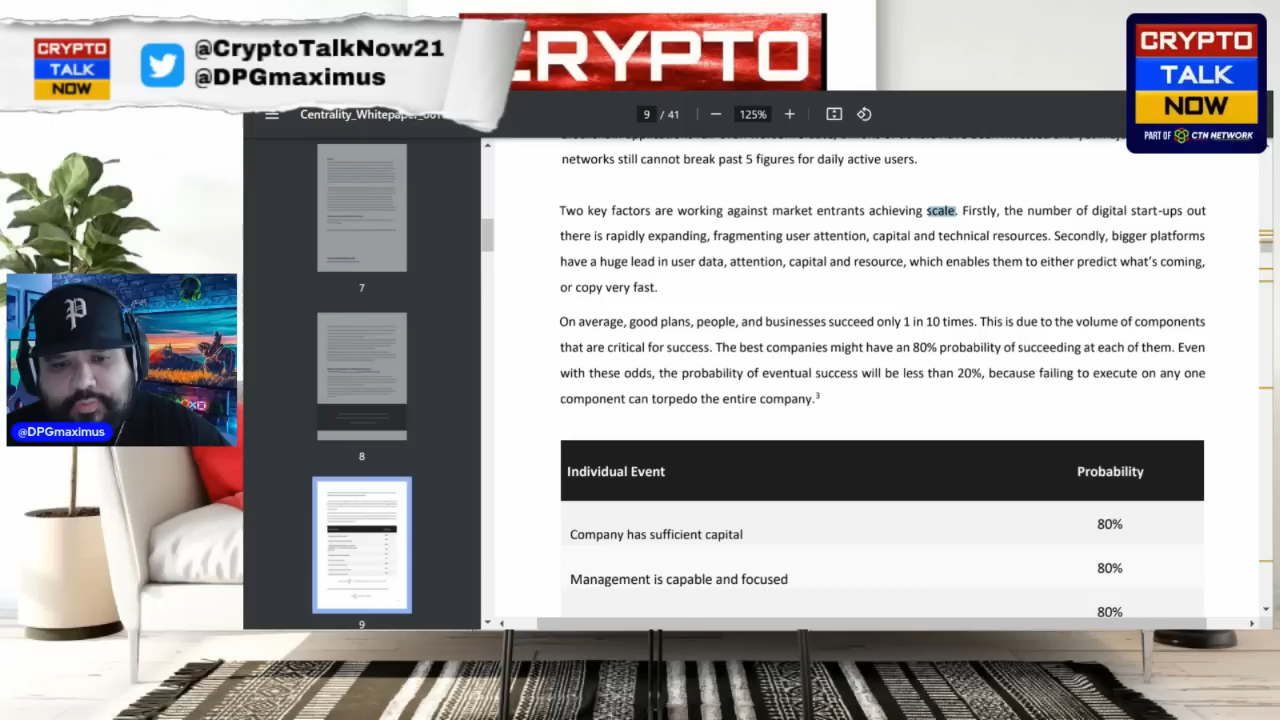 CRYPTO
TALK
NOW
@CryptoTalkNow21
@DPGmaximus
CRYPTO
CRYPTO
TALK
NOW
PART OF CTN NETWORK
9 / 41
125%
networks still cannot break past 5 figures for daily active users.
Two key factors are working against market entrants achieving scale. Firstly, the number of digital start-ups out
there is rapidly expanding, fragmenting user attention, capital and technical resources. Secondly, bigger platforms
have a huge lead in user data, attention, capital and resource, which enables them to either predict what's coming,
or copy very fast.
On average, good plans, people, and businesses succeed only 1 in 10 times. This is due to the volume of components
that are critical for success. The best companies might have an 80% probability of succeeding at each of them. Even
with these odds, the probability of eventual success will be less than 20%, because failing to execute on any one
component can torpedo the entire company.³
Individual Event Probability
Company has sufficient capital 80%
Management is capable and focused 80%
80%
7
8
9
P
@DPGmaximus